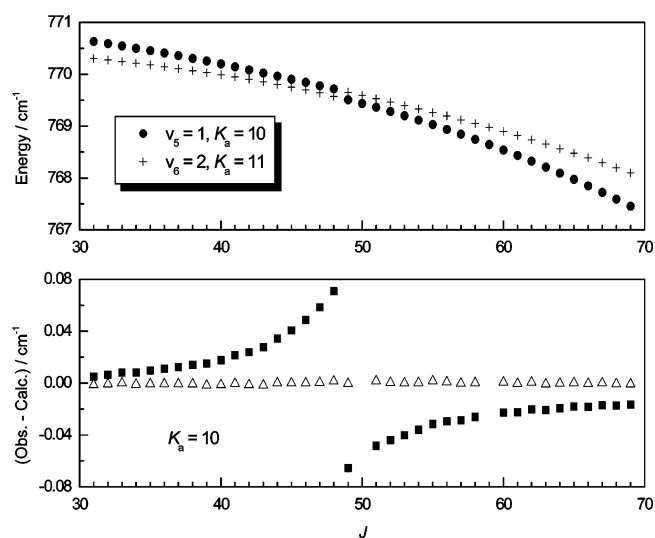 771
770
769
768
767
Energy / cm⁻¹
v₅ = 1, Kₐ = 10
v₆ = 2, Kₐ = 11
30 40 50 60 70
0.08
0.04
0.00
-0.04
-0.08
(Obs. - Calc.) / cm⁻¹
Kₐ = 10
30 40 50 60 70
J